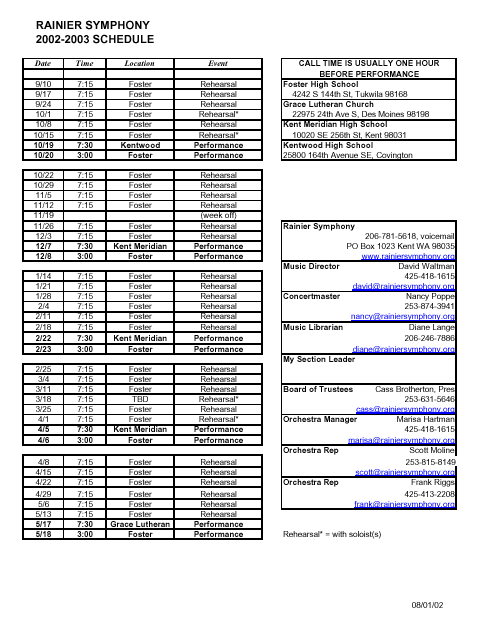 RAINIER SYMPHONY
2002-2003 SCHEDULE
Date Time Location Event
9/10 7:15 Foster Rehearsal
9/17 7:15 Foster Rehearsal
9/24 7:15 Foster Rehearsal
10/1 7:15 Foster Rehearsal*
10/8 7:15 Foster Rehearsal
10/15 7:15 Foster Rehearsal*
10/19 7:30 Kentwood Performance
10/20 3:00 Foster Performance
10/22 7:15 Foster Rehearsal
10/29 7:15 Foster Rehearsal
11/5 7:15 Foster Rehearsal
11/12 7:15 Foster Rehearsal
11/19 (week off)
11/26 7:15 Foster Rehearsal
12/3 7:15 Foster Rehearsal
12/7 7:30 Kent Meridian Performance
12/8 3:00 Foster Performance
1/14 7:15 Foster Rehearsal
1/21 7:15 Foster Rehearsal
1/28 7:15 Foster Rehearsal
2/4 7:15 Foster Rehearsal
2/11 7:15 Foster Rehearsal
2/18 7:15 Foster Rehearsal
2/22 7:30 Kent Meridian Performance
2/23 3:00 Foster Performance
2/25 7:15 Foster Rehearsal
3/4 7:15 Foster Rehearsal
3/11 7:15 Foster Rehearsal
3/18 7:15 TBD Rehearsal*
3/25 7:15 Foster Rehearsal
4/1 7:15 Foster Rehearsal*
4/5 7:30 Kent Meridian Performance
4/6 3:00 Foster Performance
4/8 7:15 Foster Rehearsal
4/15 7:15 Foster Rehearsal
4/22 7:15 Foster Rehearsal
4/29 7:15 Foster Rehearsal
5/6 7:15 Foster Rehearsal
5/13 7:15 Foster Rehearsal
5/17 7:30 Grace Lutheran Performance
5/18 3:00 Foster Performance
CALL TIME IS USUALLY ONE HOUR
BEFORE PERFORMANCE
Foster High School
4242 S 144th St, Tukwila 98168
Grace Lutheran Church
22975 24th Ave S, Des Moines 98198
Kent Meridian High School
10020 SE 256th St, Kent 98031
Kentwood High School
25800 164th Avenue SE, Covington
Rainier Symphony
206-781-5618, voicemail
PO Box 1023 Kent WA 98035
www.rainiersymphony.org
Music Director David Waltman
425-418-1615
david@rainiersymphony.org
Concertmaster Nancy Poppe
253-874-3941
nancy@rainiersymphony.org
Music Librarian Diane Lange
206-246-7886
diane@rainiersymphony.org
My Section Leader
Board of Trustees Cass Brotherton, Pres
253-631-5646
cass@rainiersymphony.org
Orchestra Manager Marisa Hartman
425-418-1615
marisa@rainiersymphony.org
Orchestra Rep Scott Moline
253-815-8149
scott@rainiersymphony.org
Orchestra Rep Frank Riggs
425-413-2208
frank@rainiersymphony.org
Rehearsal* = with soloist(s)
08/01/02